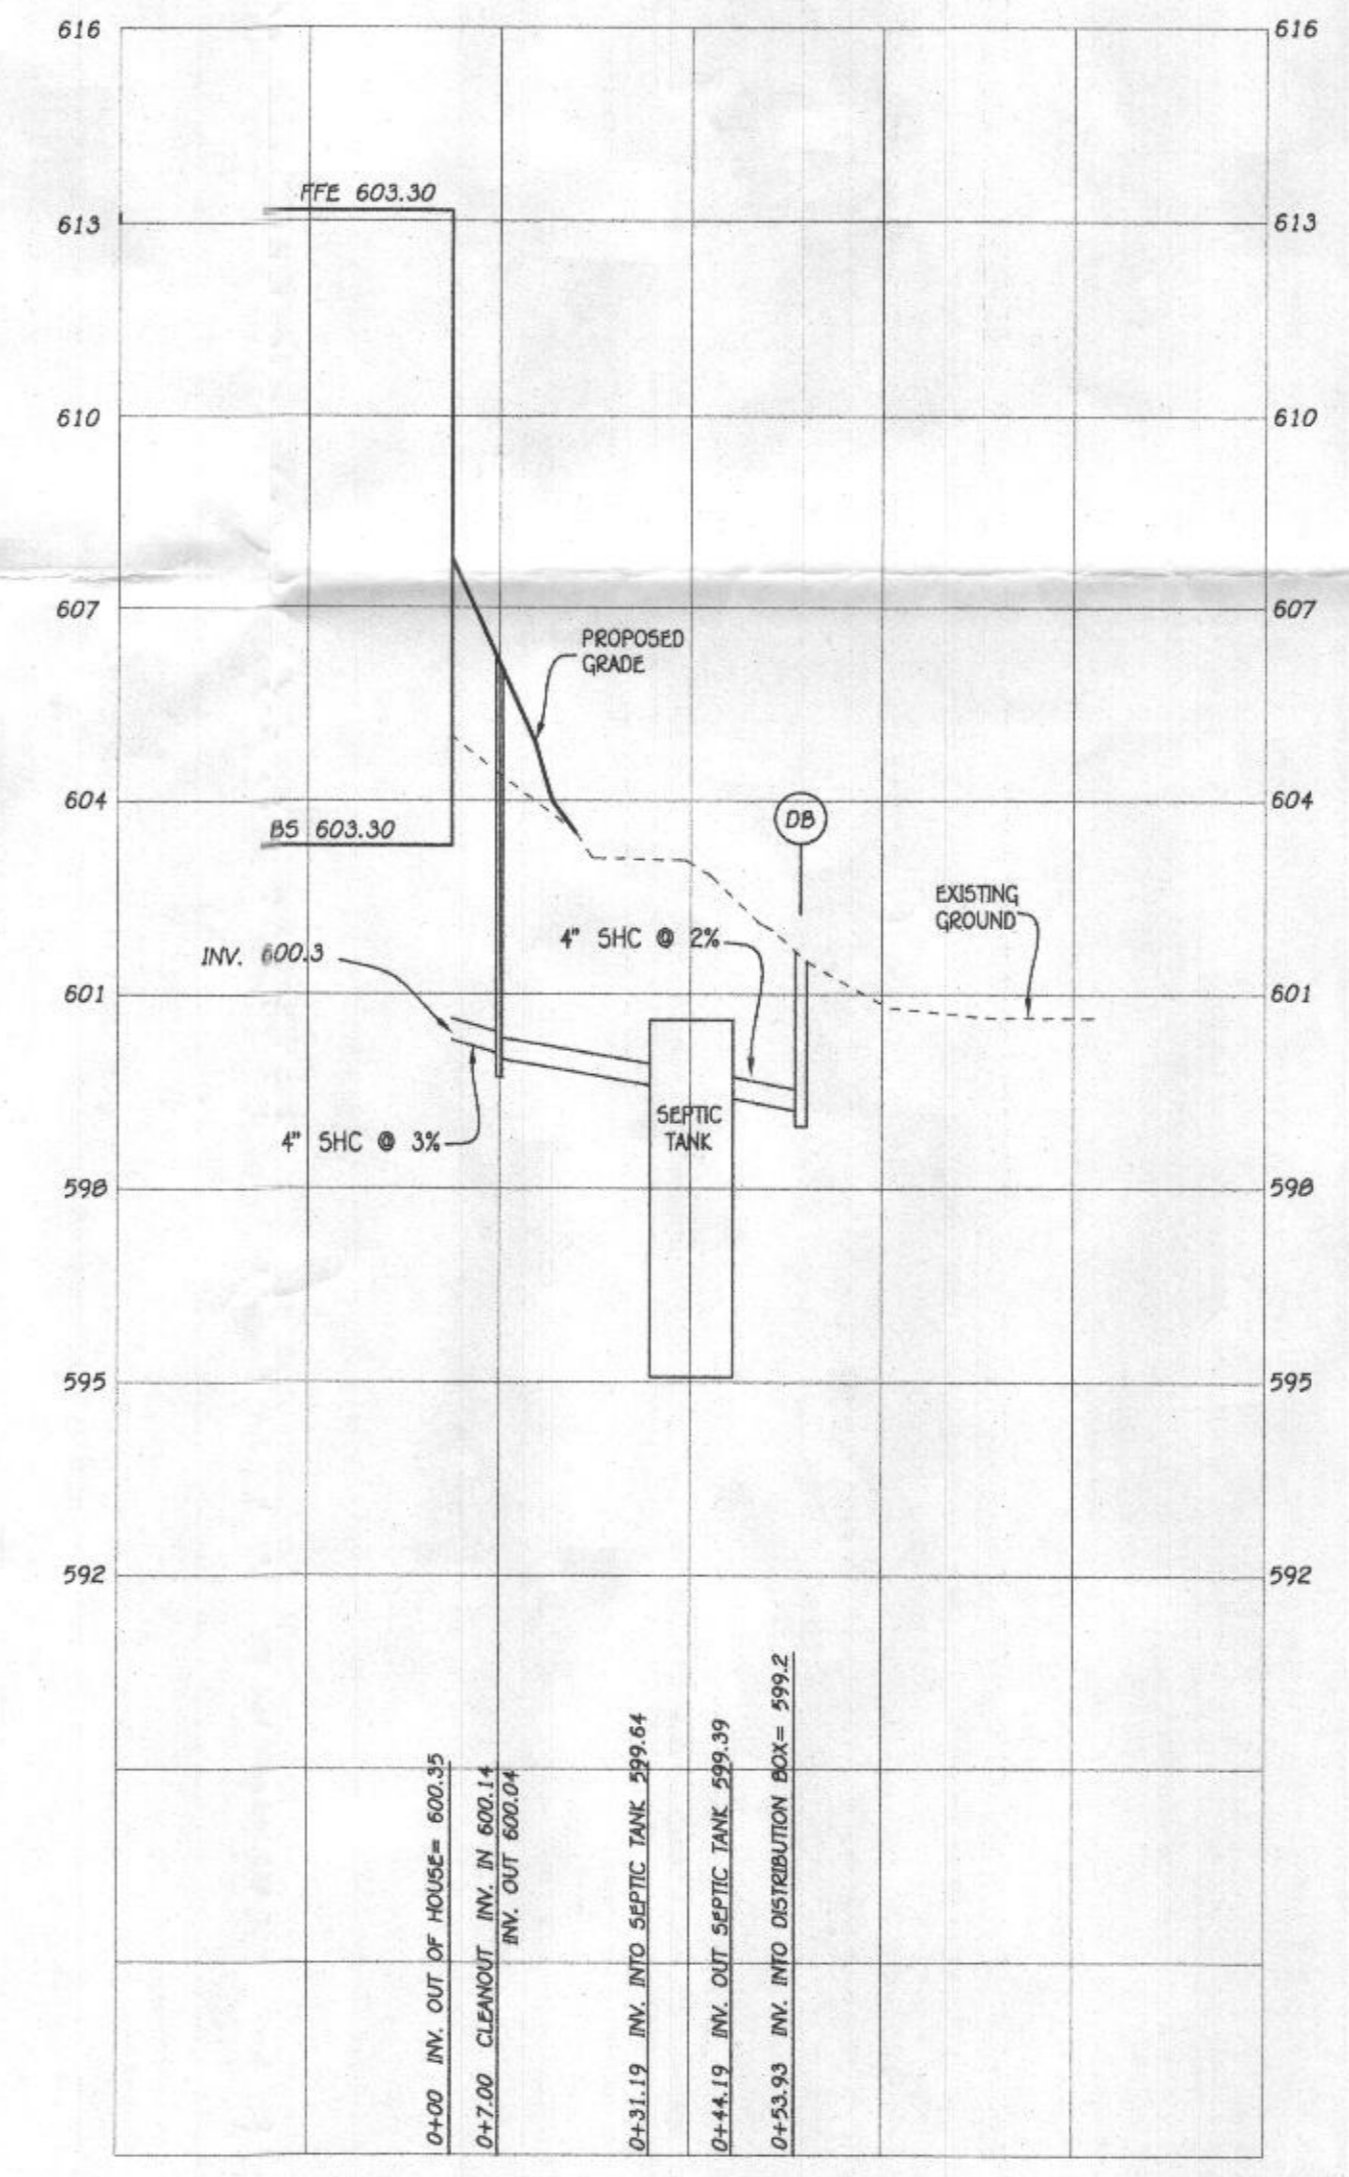 616
616
FFE 603.30
613
613
610
610
607
607
PROPOSED
GRADE
604
604
BS 603.30
DB
EXISTING
GROUND
4" SHC @ 2%
INV. 600.3
601
601
SEPTIC
TANK
4" SHC @ 3%
598
598
595
595
592
592
0+00 INV. OUT OF HOUSE= 600.35
0+7.00 CLEANOUT INV. IN 600.14
INV. OUT 600.04
0+31.19 INV. INTO SEPTIC TANK 599.64
0+44.19 INV. OUT SEPTIC TANK 599.39
0+53.93 INV. INTO DISTRIBUTION BOX= 599.2